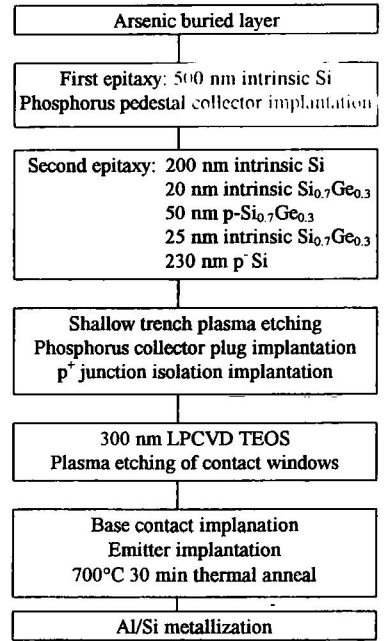 Arsenic buried layer
First epitaxy: 500 nm intrinsic Si
Phosphorus pedestal collector implantation
Second epitaxy: 200 nm intrinsic Si
20 nm intrinsic Si₀.₇Ge₀.₃
50 nm p-Si₀.₇Ge₀.₃
25 nm intrinsic Si₀.₇Ge₀.₃
230 nm p⁻ Si
Shallow trench plasma etching
Phosphorus collector plug implantation
p⁺ junction isolation implantation
300 nm LPCVD TEOS
Plasma etching of contact windows
Base contact implanation
Emitter implantation
700°C 30 min thermal anneal
Al/Si metallization